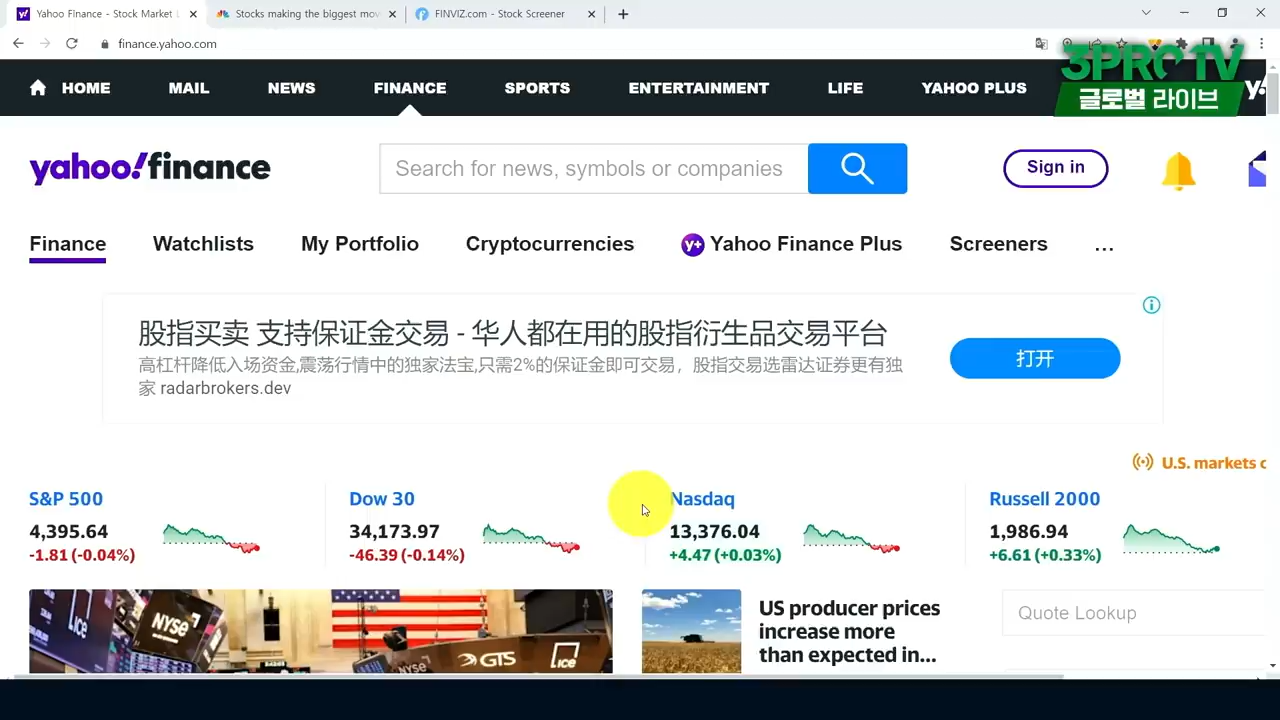 Yahoo Finance - Stock Market L
Stocks making the biggest mov
FINVIZ.com - Stock Screener
finance.yahoo.com
3PROTV
글로벌 라이브
HOME MAIL NEWS FINANCE SPORTS ENTERTAINMENT LIFE YAHOO PLUS
yahoo!finance
Search for news, symbols or companies
Sign in
Finance Watchlists My Portfolio Cryptocurrencies y+ Yahoo Finance Plus Screeners ...
股指买卖 支持保证金交易 - 华人都在用的股指衍生品交易平台
高杠杆降低入场资金,震荡行情中的独家法宝,只需2%的保证金即可交易，股指交易选雷达证券更有独
家 radarbrokers.dev
打开
U.S. markets c
S&P 500
4,395.64
-1.81 (-0.04%)
Dow 30
34,173.97
-46.39 (-0.14%)
Nasdaq
13,376.04
+4.47 (+0.03%)
Russell 2000
1,986.94
+6.61 (+0.33%)
NYSE
ice
NYSE
GTS
ice
US producer prices
increase more
than expected in...
Quote Lookup